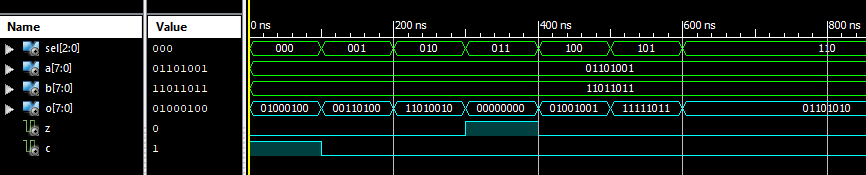 Name Value 0 ns 200 ns 400 ns 600 ns 800 ns
sel[2:0] 000 000 001 010 011 100 101 110
a[7:0] 01101001 01101001
b[7:0] 11011011 11011011
o[7:0] 01000100 01000100 00110100 11010010 00000000 01001001 11111011 01101010
z 0
c 1